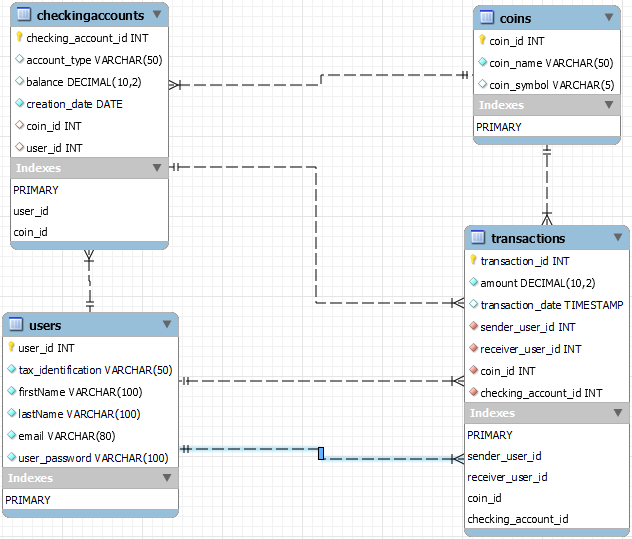 checkingaccounts
checking_account_id INT
account_type VARCHAR(50)
balance DECIMAL(10,2)
creation_date DATE
coin_id INT
user_id INT
Indexes
PRIMARY
user_id
coin_id
coins
coin_id INT
coin_name VARCHAR(50)
coin_symbol VARCHAR(5)
Indexes
PRIMARY
users
user_id INT
tax_identification VARCHAR(50)
firstName VARCHAR(100)
lastName VARCHAR(100)
email VARCHAR(80)
user_password VARCHAR(100)
Indexes
PRIMARY
transactions
transaction_id INT
amount DECIMAL(10,2)
transaction_date TIMESTAMP
sender_user_id INT
receiver_user_id INT
coin_id INT
checking_account_id INT
Indexes
PRIMARY
sender_user_id
receiver_user_id
coin_id
checking_account_id